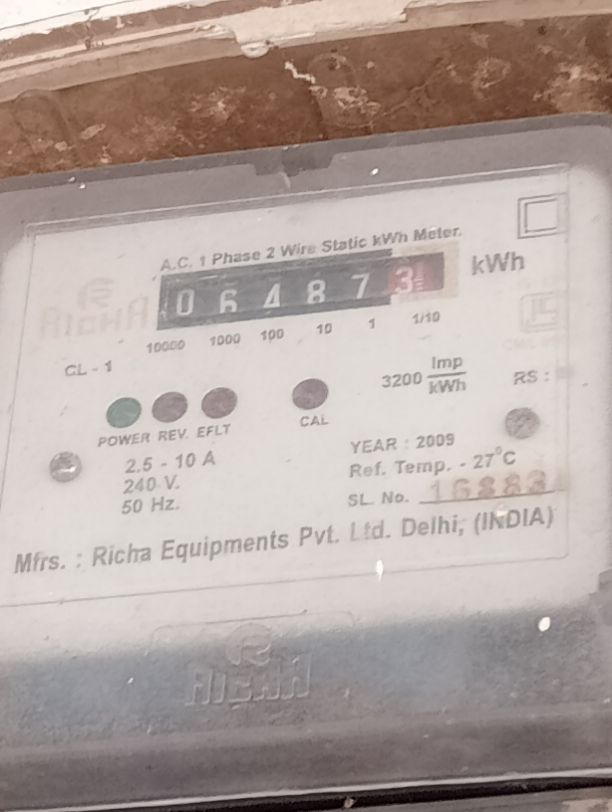 A.C. 1 Phase 2 Wire Static kWh Meter.
RICHA
0 6 4 8 7 3 kWh
10000 1000 100 10 1 1/10
CL - 1
3200 Imp/kWh
RS :
POWER REV. EFLT CAL
2.5 - 10 A
240 V.
50 Hz.
YEAR : 2009
Ref. Temp. - 27°C
SL. No.
Mfrs. : Richa Equipments Pvt. Ltd. Delhi, (INDIA)
RICHA